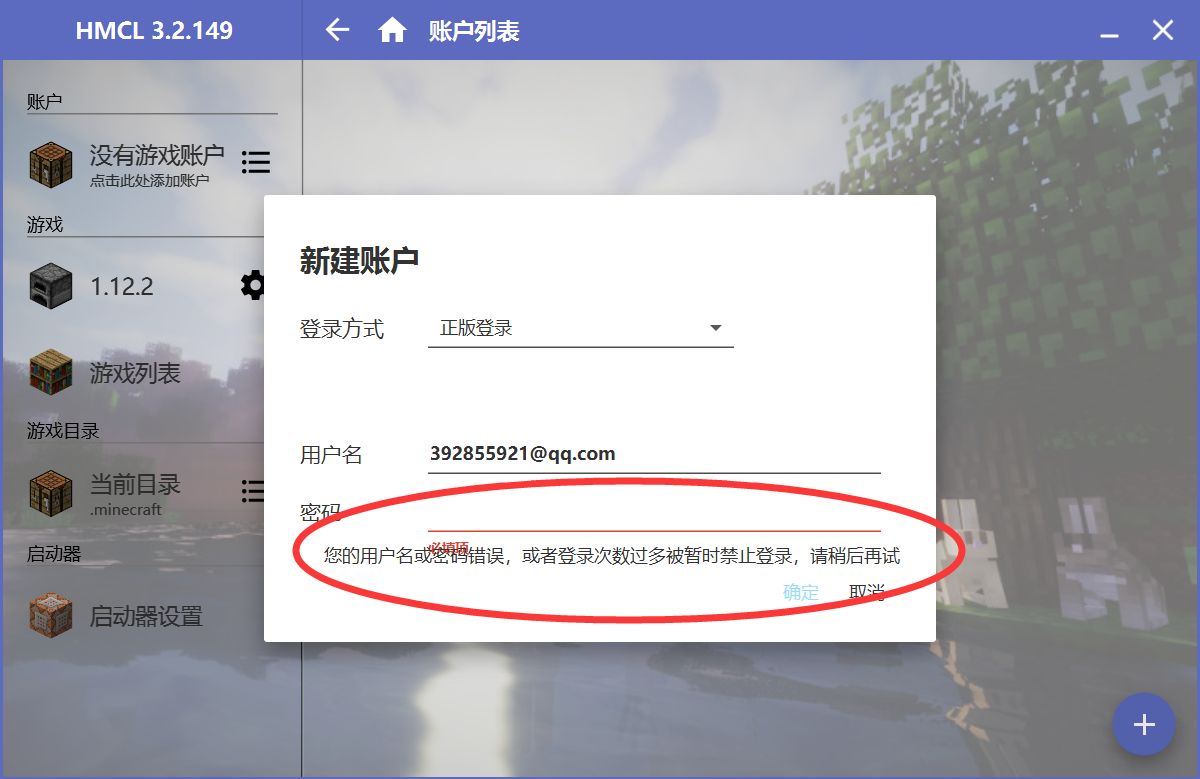 HMCL 3.2.149
账户列表
账户
没有游戏账户
点击此处添加账户
游戏
1.12.2
游戏列表
游戏目录
当前目录
.minecraft
启动器
启动器设置
新建账户
登录方式 正版登录
用户名 392855921@qq.com
密码
必填项
您的用户名或密码错误，或者登录次数过多被暂时禁止登录，请稍后再试
确定 取消